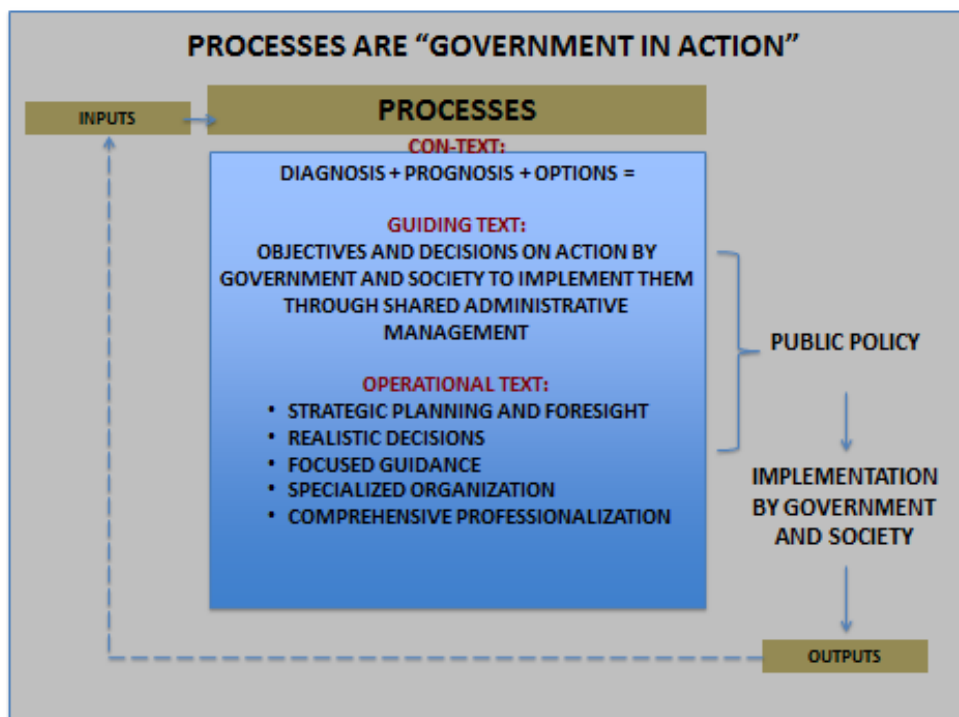 PROCESSES ARE “GOVERNMENT IN ACTION”
INPUTS
PROCESSES
CON-TEXT:
DIAGNOSIS + PROGNOSIS + OPTIONS =
GUIDING TEXT:
OBJECTIVES AND DECISIONS ON ACTION BY
GOVERNMENT AND SOCIETY TO IMPLEMENT THEM
THROUGH SHARED ADMINISTRATIVE
MANAGEMENT
OPERATIONAL TEXT:
• STRATEGIC PLANNING AND FORESIGHT
• REALISTIC DECISIONS
• FOCUSED GUIDANCE
• SPECIALIZED ORGANIZATION
• COMPREHENSIVE PROFESSIONALIZATION
PUBLIC POLICY
IMPLEMENTATION
BY GOVERNMENT
AND SOCIETY
OUTPUTS